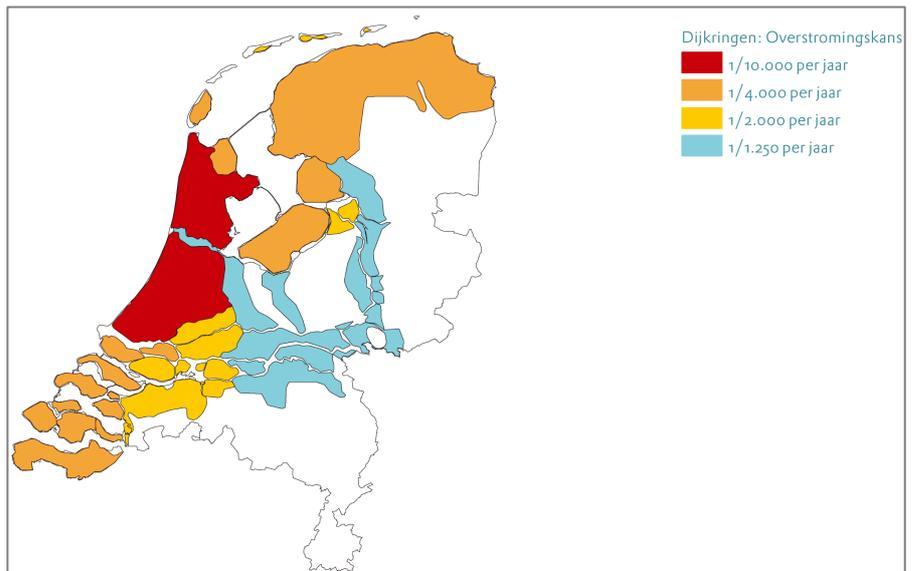 Dijkringen: Overstromingskans
1/10.000 per jaar
1/4.000 per jaar
1/2.000 per jaar
1/1.250 per jaar